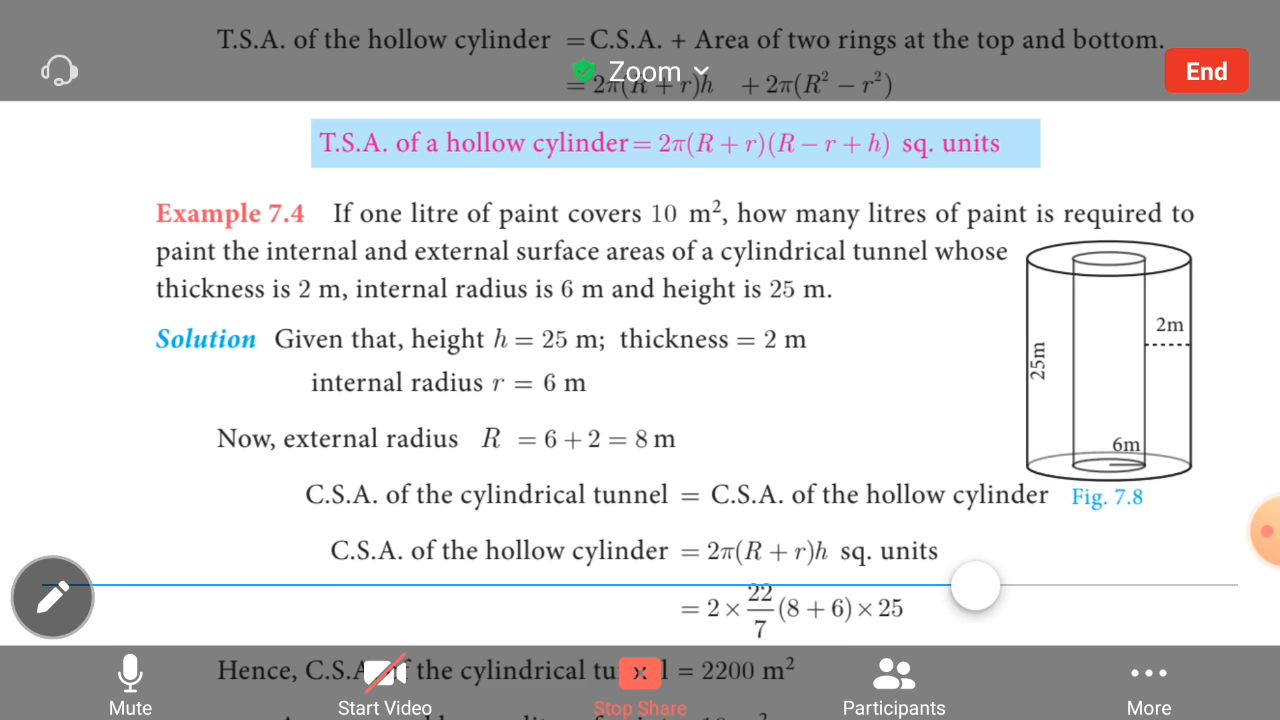 T.S.A. of the hollow cylinder = C.S.A. + Area of two rings at the top and bottom.
Zoom
End
= 2π(R + r)h + 2π(R² − r²)
T.S.A. of a hollow cylinder = 2π(R + r)(R − r + h) sq. units
Example 7.4 If one litre of paint covers 10 m², how many litres of paint is required to
paint the internal and external surface areas of a cylindrical tunnel whose
thickness is 2 m, internal radius is 6 m and height is 25 m.
Solution Given that, height h = 25 m; thickness = 2 m
internal radius r = 6 m
Now, external radius R = 6 + 2 = 8 m
25m
2m
6m
C.S.A. of the cylindrical tunnel = C.S.A. of the hollow cylinder
Fig. 7.8
C.S.A. of the hollow cylinder = 2π(R + r)h sq. units
= 2 × 22/7 (8 + 6) × 25
Hence, C.S.A. of the cylindrical = 2200 m²
Mute
Start Video
Stop Share
Participants
More